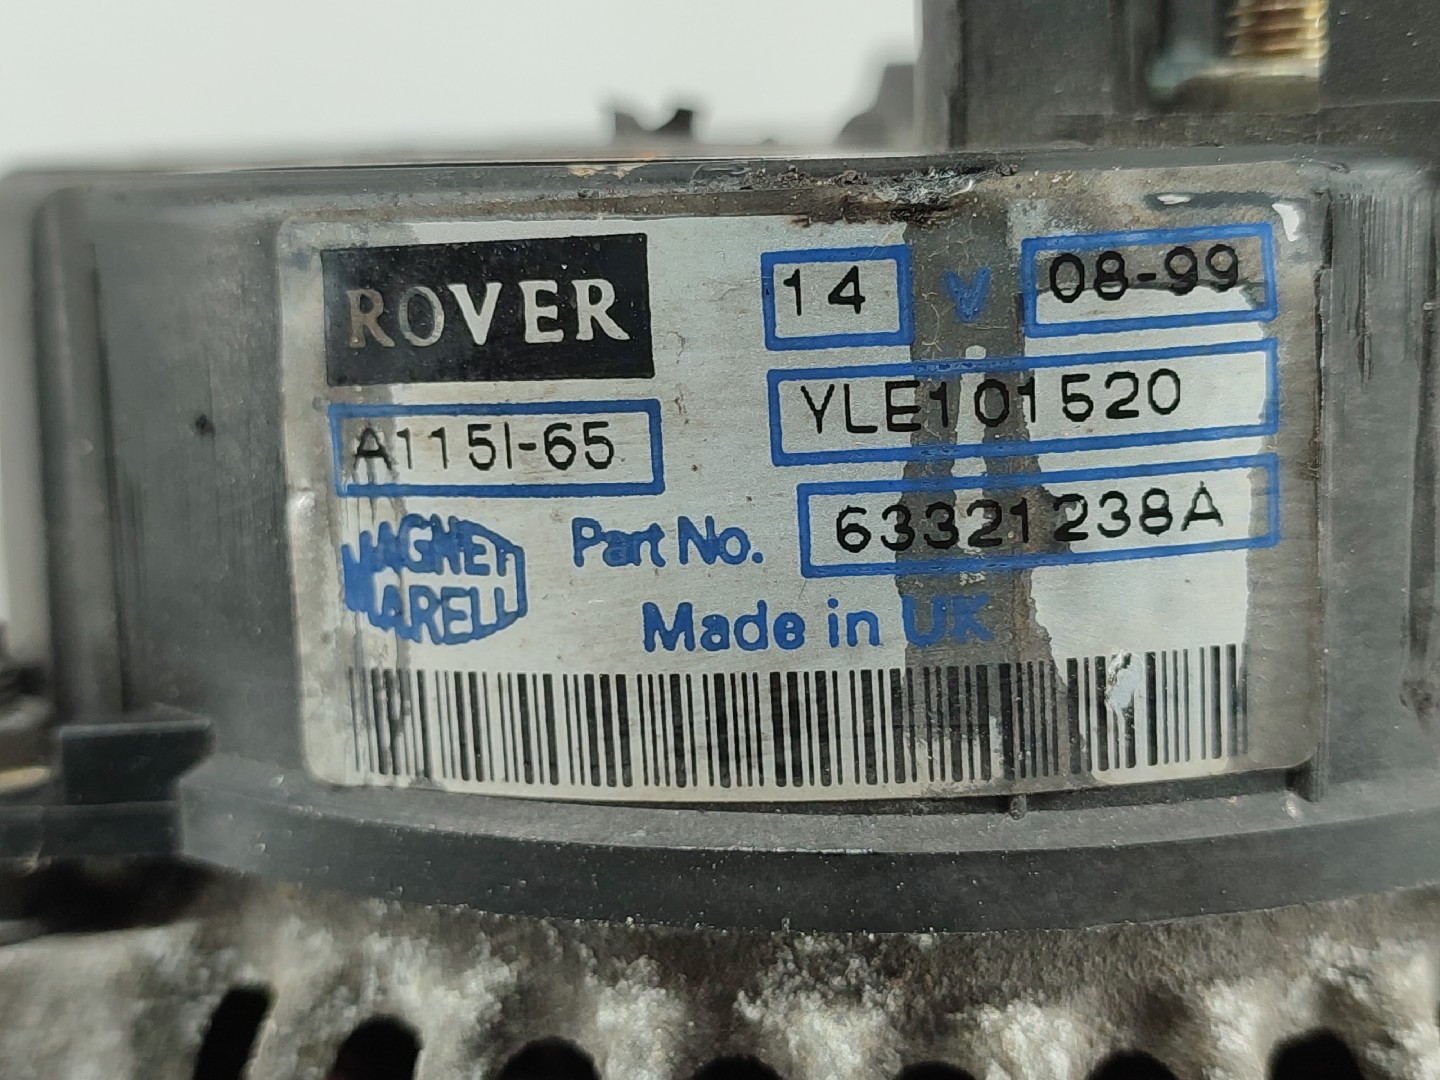 ROVER
14 V 08-99
YLE101520
A115I-65
Part No. 63321238A
MAGNETI
MARELLI
Made in UK